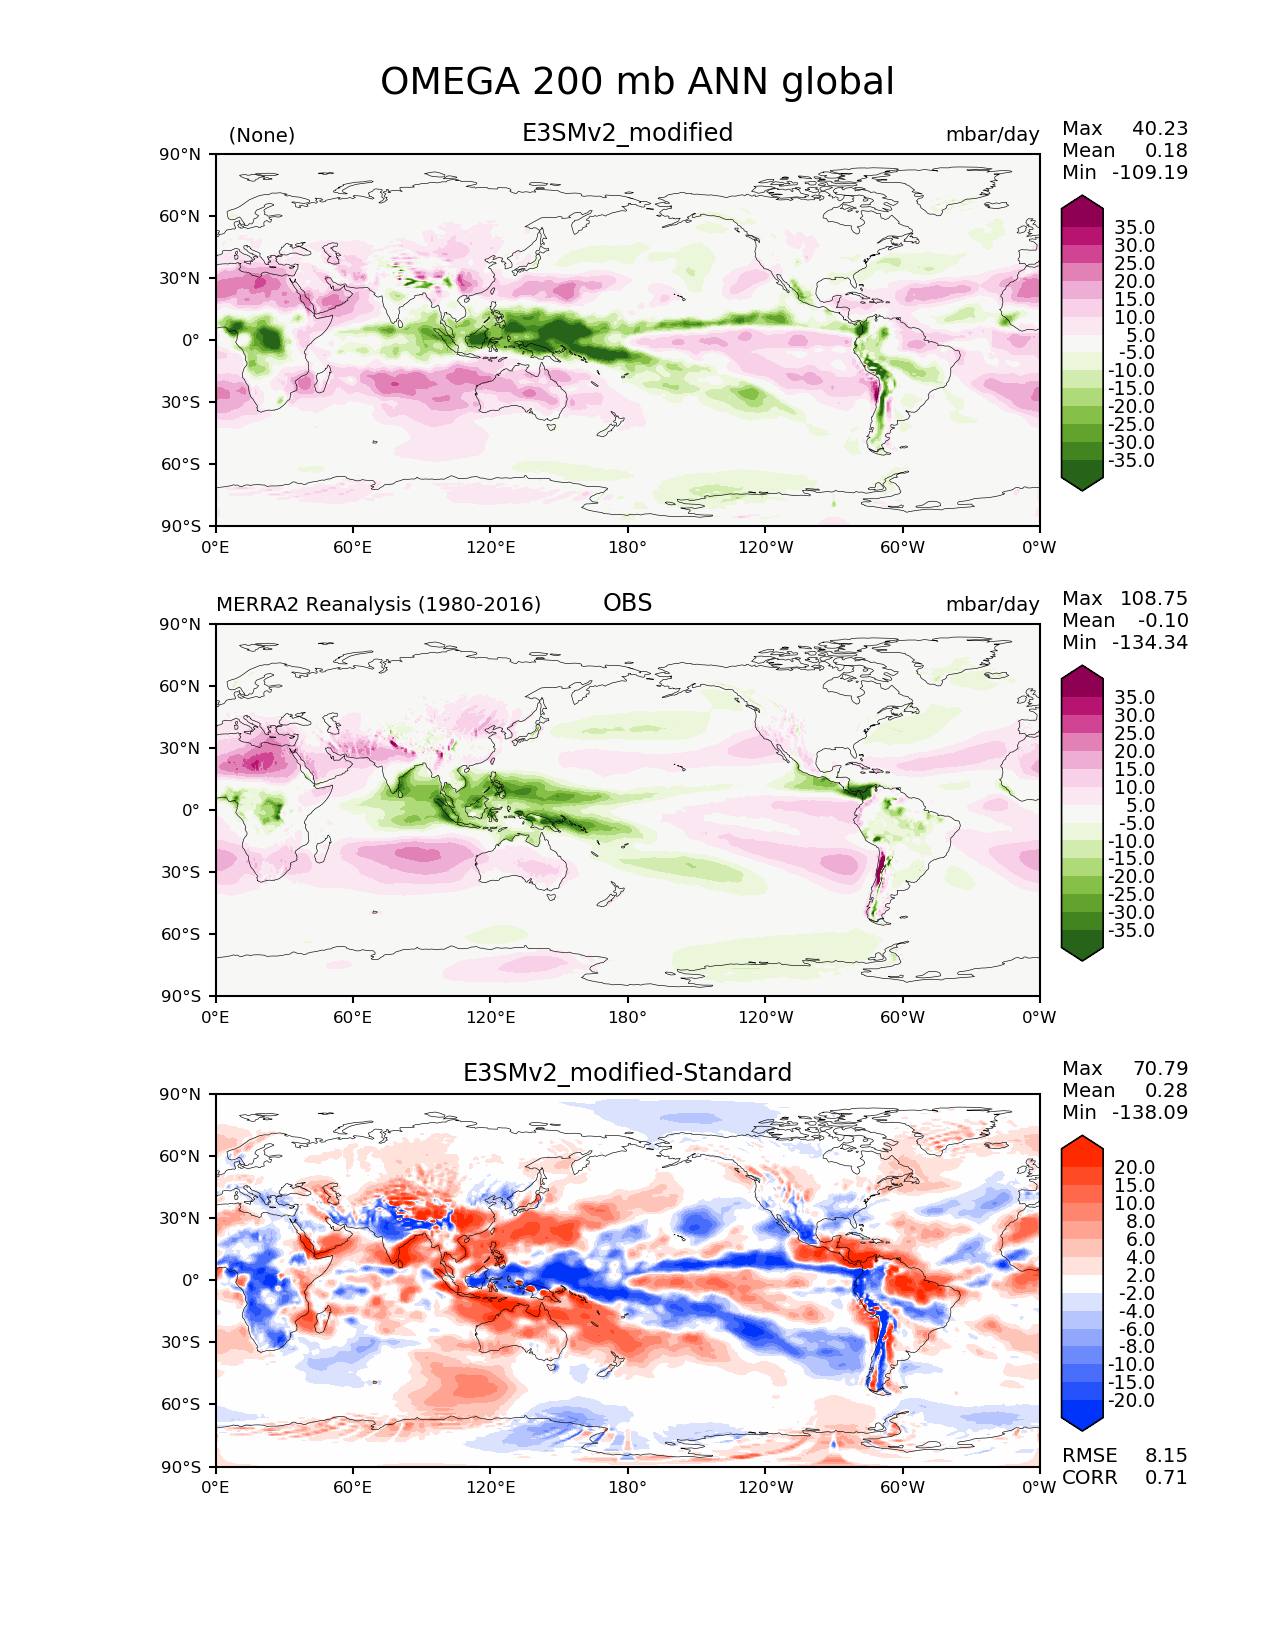 OMEGA 200 mb ANN global
(None) E3SMv2_modified mbar/day
Max 40.23
Mean 0.18
Min -109.19
90°N
60°N
30°N
0°
30°S
60°S
90°S
0°E 60°E 120°E 180° 120°W 60°W 0°W
35.0
30.0
25.0
20.0
15.0
10.0
5.0
-5.0
-10.0
-15.0
-20.0
-25.0
-30.0
-35.0
MERRA2 Reanalysis (1980-2016) OBS mbar/day
Max 108.75
Mean -0.10
Min -134.34
90°N
60°N
30°N
0°
30°S
60°S
90°S
0°E 60°E 120°E 180° 120°W 60°W 0°W
35.0
30.0
25.0
20.0
15.0
10.0
5.0
-5.0
-10.0
-15.0
-20.0
-25.0
-30.0
-35.0
E3SMv2_modified-Standard
Max 70.79
Mean 0.28
Min -138.09
90°N
60°N
30°N
0°
30°S
60°S
90°S
0°E 60°E 120°E 180° 120°W 60°W 0°W
20.0
15.0
10.0
8.0
6.0
4.0
2.0
-2.0
-4.0
-6.0
-8.0
-10.0
-15.0
-20.0
RMSE 8.15
CORR 0.71